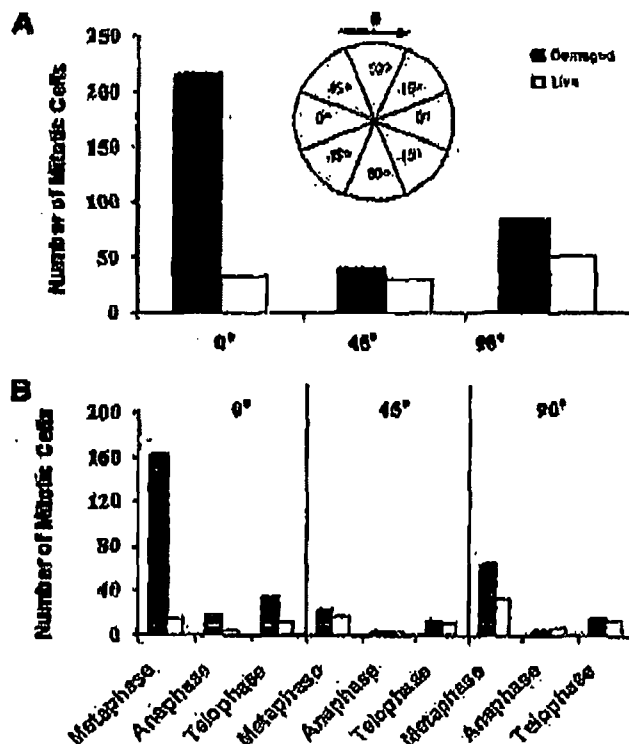 A
250
200
150
100
50
0
Number of Mitotic Cells
Damaged
Live
0° 45° 90°
B
200
160
120
80
40
0
Number of Mitotic Cells
0° 45° 90°
Metaphase Anaphase Telophase Metaphase Anaphase Telophase Metaphase Anaphase Telophase